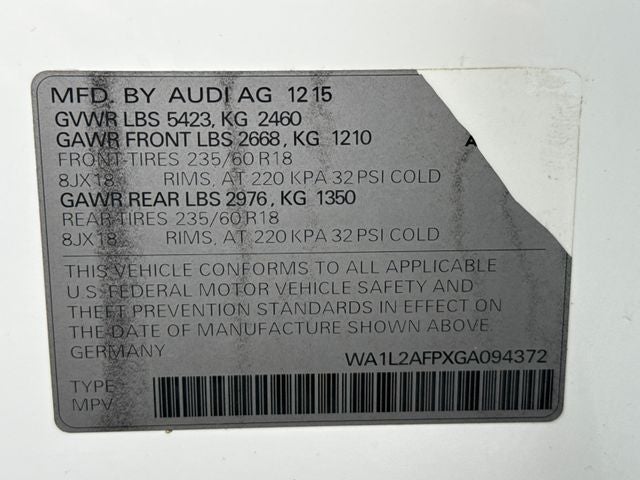 MFD. BY AUDI AG 12 15
GVWR LBS 5423, KG 2460
GAWR FRONT LBS 2668, KG 1210
FRONT-TIRES 235/60 R18
8JX18 RIMS, AT 220 KPA 32 PSI COLD
GAWR REAR LBS 2976, KG 1350
REAR-TIRES 235/60 R18
8JX18 RIMS, AT 220 KPA 32 PSI COLD
THIS VEHICLE CONFORMS TO ALL APPLICABLE
U.S. FEDERAL MOTOR VEHICLE SAFETY AND
THEFT PREVENTION STANDARDS IN EFFECT ON
THE DATE OF MANUFACTURE SHOWN ABOVE.
GERMANY WA1L2AFPXGA094372
TYPE
MPV